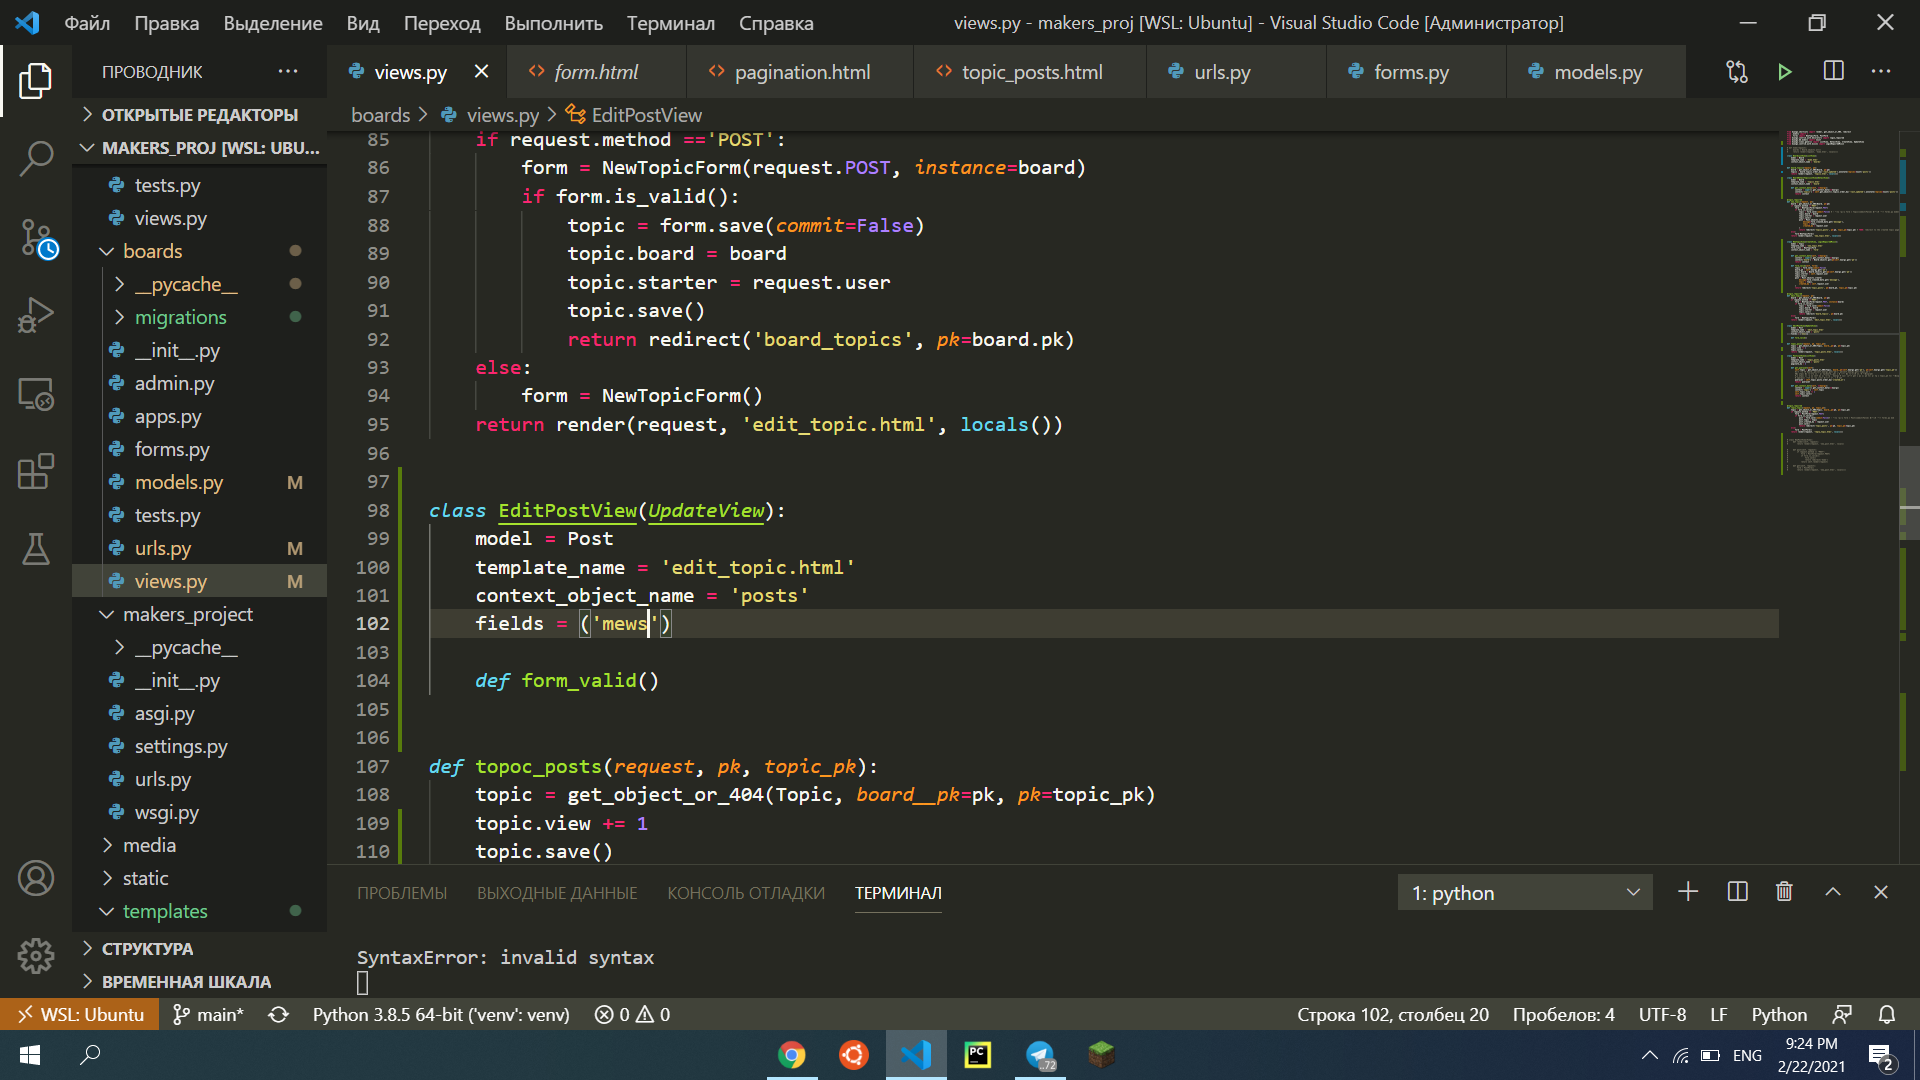 Файл Правка Выделение Вид Переход Выполнить Терминал Справка
views.py - makers_proj [WSL: Ubuntu] - Visual Studio Code [Администратор]
ПРОВОДНИК
views.py
form.html
pagination.html
topic_posts.html
urls.py
forms.py
models.py
ОТКРЫТЫЕ РЕДАКТОРЫ
MAKERS_PROJ [WSL: UBU...
tests.py
views.py
boards
__pycache__
migrations
__init__.py
admin.py
apps.py
forms.py
models.py M
tests.py
urls.py M
views.py M
makers_project
__pycache__
__init__.py
asgi.py
settings.py
urls.py
wsgi.py
media
static
templates
СТРУКТУРА
ВРЕМЕННАЯ ШКАЛА
boards > views.py > EditPostView
85 if request.method =='POST':
86 form = NewTopicForm(request.POST, instance=board)
87 if form.is_valid():
88 topic = form.save(commit=False)
89 topic.board = board
90 topic.starter = request.user
91 topic.save()
92 return redirect('board_topics', pk=board.pk)
93 else:
94 form = NewTopicForm()
95 return render(request, 'edit_topic.html', locals())
96
97
98 class EditPostView(UpdateView):
99 model = Post
100 template_name = 'edit_topic.html'
101 context_object_name = 'posts'
102 fields = ('mews')
103
104 def form_valid()
105
106
107 def topoc_posts(request, pk, topic_pk):
108 topic = get_object_or_404(Topic, board__pk=pk, pk=topic_pk)
109 topic.view += 1
110 topic.save()
ПРОБЛЕМЫ ВЫХОДНЫЕ ДАННЫЕ КОНСОЛЬ ОТЛАДКИ ТЕРМИНАЛ
1: python
SyntaxError: invalid syntax
WSL: Ubuntu main* Python 3.8.5 64-bit ('venv': venv) 0 0
Строка 102, столбец 20 Пробелов: 4 UTF-8 LF Python
PC
72
ENG
9:24 PM
2/22/2021
2